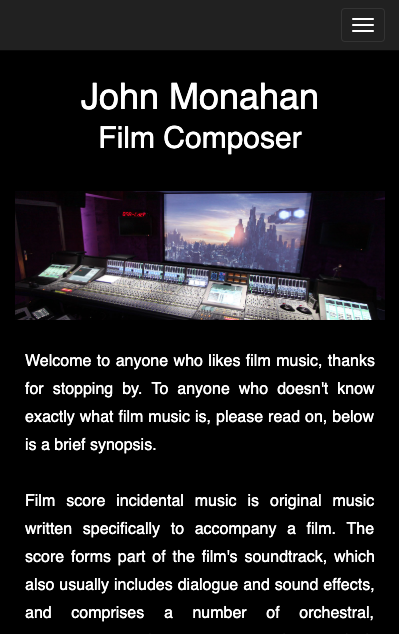 John Monahan
Film Composer
Welcome to anyone who likes film music, thanks
for stopping by. To anyone who doesn't know
exactly what film music is, please read on, below
is a brief synopsis.
Film score incidental music is original music
written specifically to accompany a film. The
score forms part of the film's soundtrack, which
also usually includes dialogue and sound effects,
and comprises a number of orchestral,